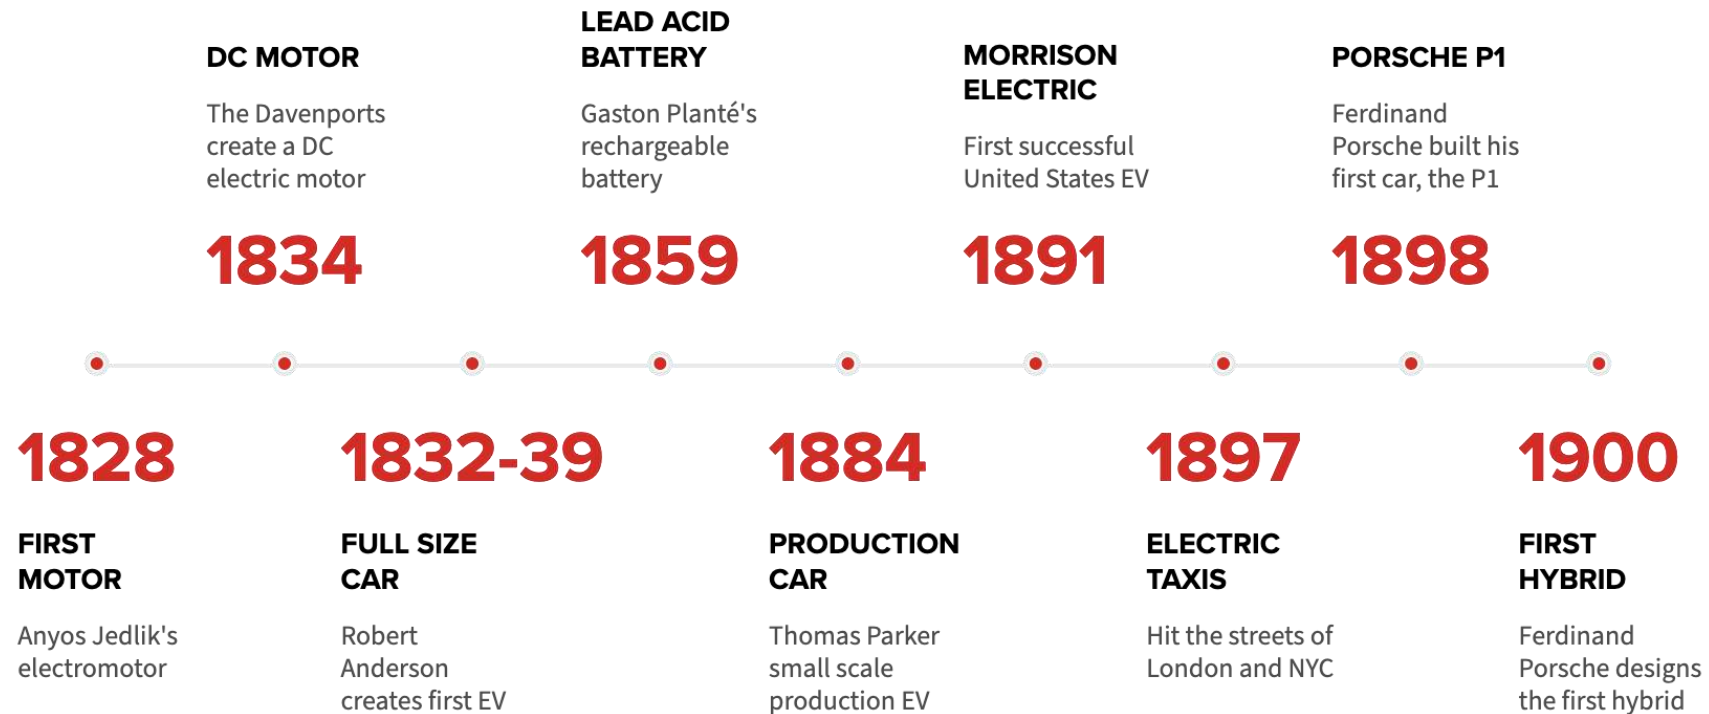 FIRST
MOTOR
1828
Anyos Jedlik's
electromotor
DC MOTOR
The Davenports
create a DC
electric motor
1834
1832-39
FULL SIZE
CAR
Robert
Anderson
creates first EV
LEAD ACID
BATTERY
Gaston Planté's
rechargeable
battery
1859
1884
PRODUCTION
CAR
Thomas Parker
small scale
production EV
MORRISON
ELECTRIC
First successful
United States EV
1891
1897
ELECTRIC
TAXIS
Hit the streets of
London and NYC
PORSCHE P1
Ferdinand
Porsche built his
first car, the P1
1898
1900
FIRST
HYBRID
Ferdinand
Porsche designs
the first hybrid